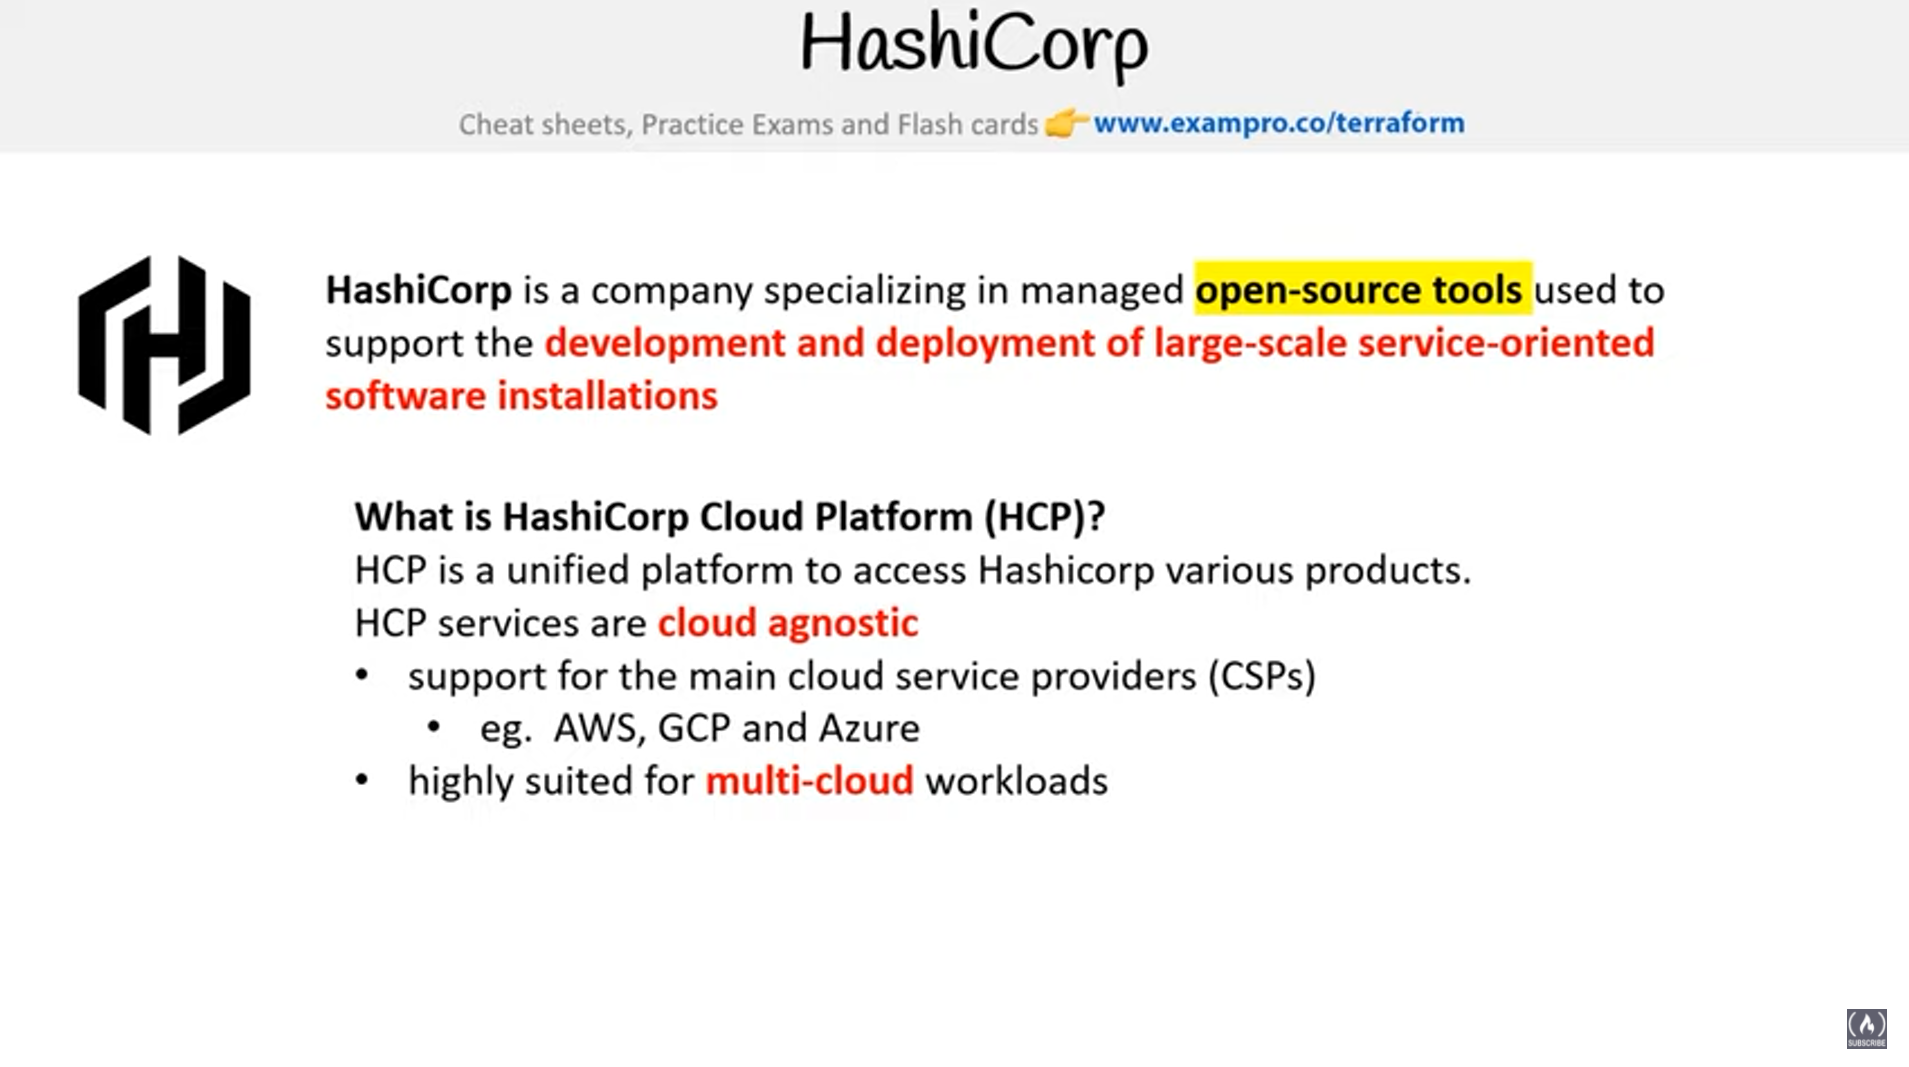 HashiCorp
Cheat sheets, Practice Exams and Flash cards 👉 www.exampro.co/terraform
HashiCorp is a company specializing in managed open-source tools used to
support the development and deployment of large-scale service-oriented
software installations
What is HashiCorp Cloud Platform (HCP)?
HCP is a unified platform to access Hashicorp various products.
HCP services are cloud agnostic
• support for the main cloud service providers (CSPs)
• eg. AWS, GCP and Azure
• highly suited for multi-cloud workloads
SUBSCRIBE